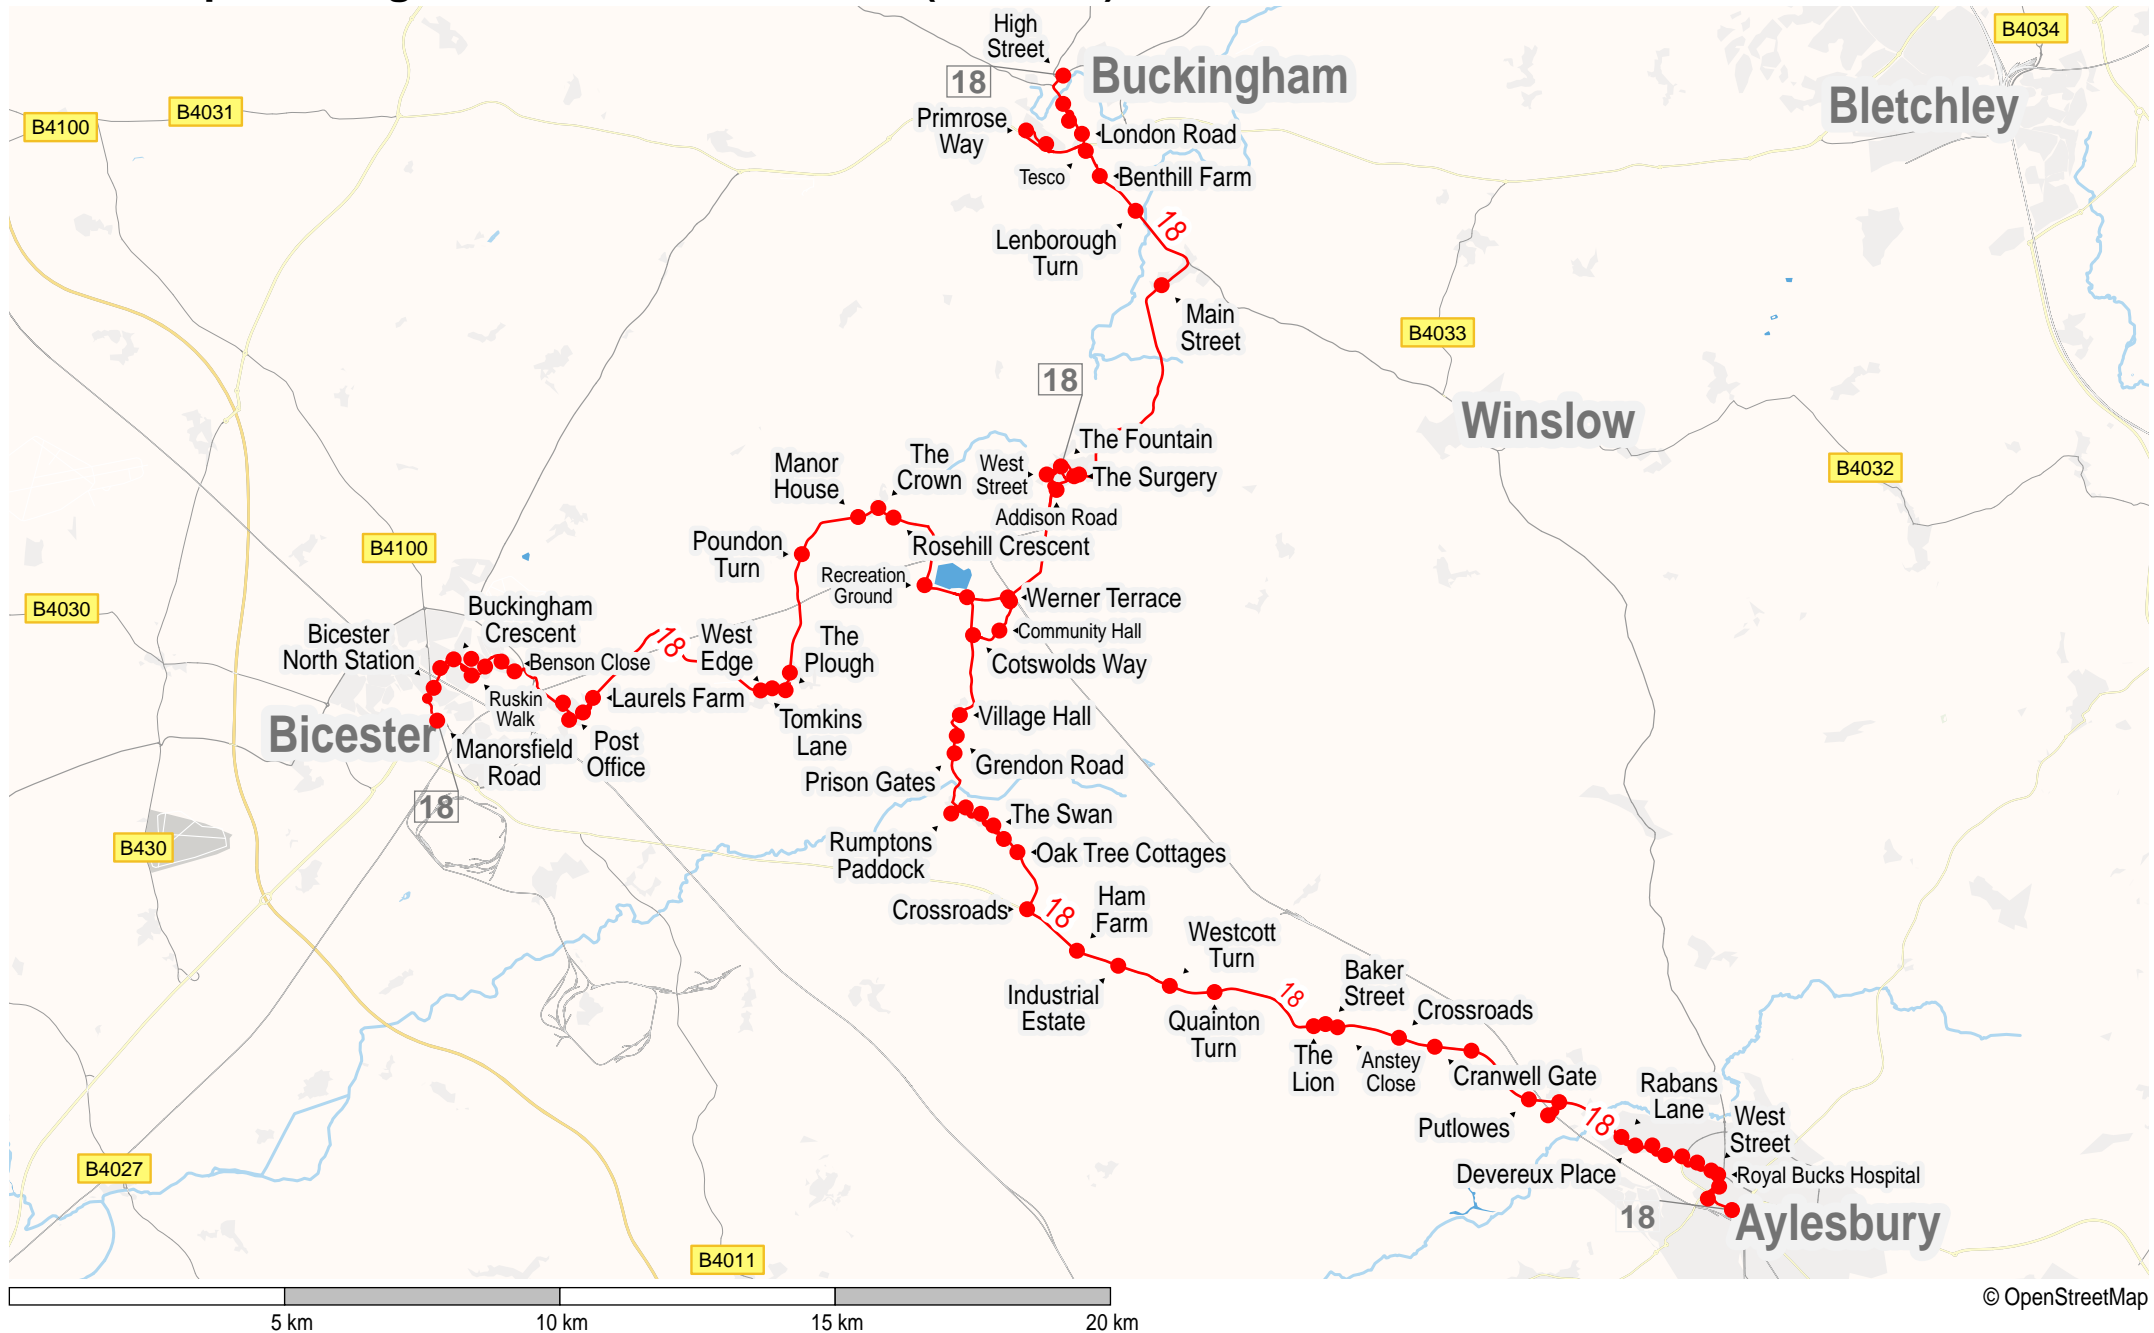 High
Street
18
Buckingham
B4034
Bletchley
B4100
B4031
Primrose
Way
London Road
Tesco
Benthill Farm
18
Lenborough
Turn
Main
Street
B4033
18
Winslow
B4032
The Fountain
West
Street
The Surgery
Addison Road
The
Crown
Manor
House
Rosehill Crescent
Poundon
Turn
Recreation
Ground
Werner Terrace
Community Hall
Cotswolds Way
B4100
B4030
Buckingham
Crescent
Bicester
North Station
Benson Close
18
West
Edge
The
Plough
Ruskin
Walk
Laurels Farm
Tomkins
Lane
Bicester
Manorsfield
Road
Post
Office
18
Village Hall
Grendon Road
Prison Gates
The Swan
Rumptons
Paddock
Oak Tree Cottages
B430
Crossroads
18
Ham
Farm
Westcott
Turn
Industrial
Estate
Quainton
Turn
18
Baker
Street
Crossroads
The
Lion
Anstey
Close
Cranwell Gate
Rabans
Lane
West
Street
Putlowes
18
Devereux Place
Royal Bucks Hospital
18
Aylesbury
B4027
B4011
5 km
10 km
15 km
20 km
© OpenStreetMap